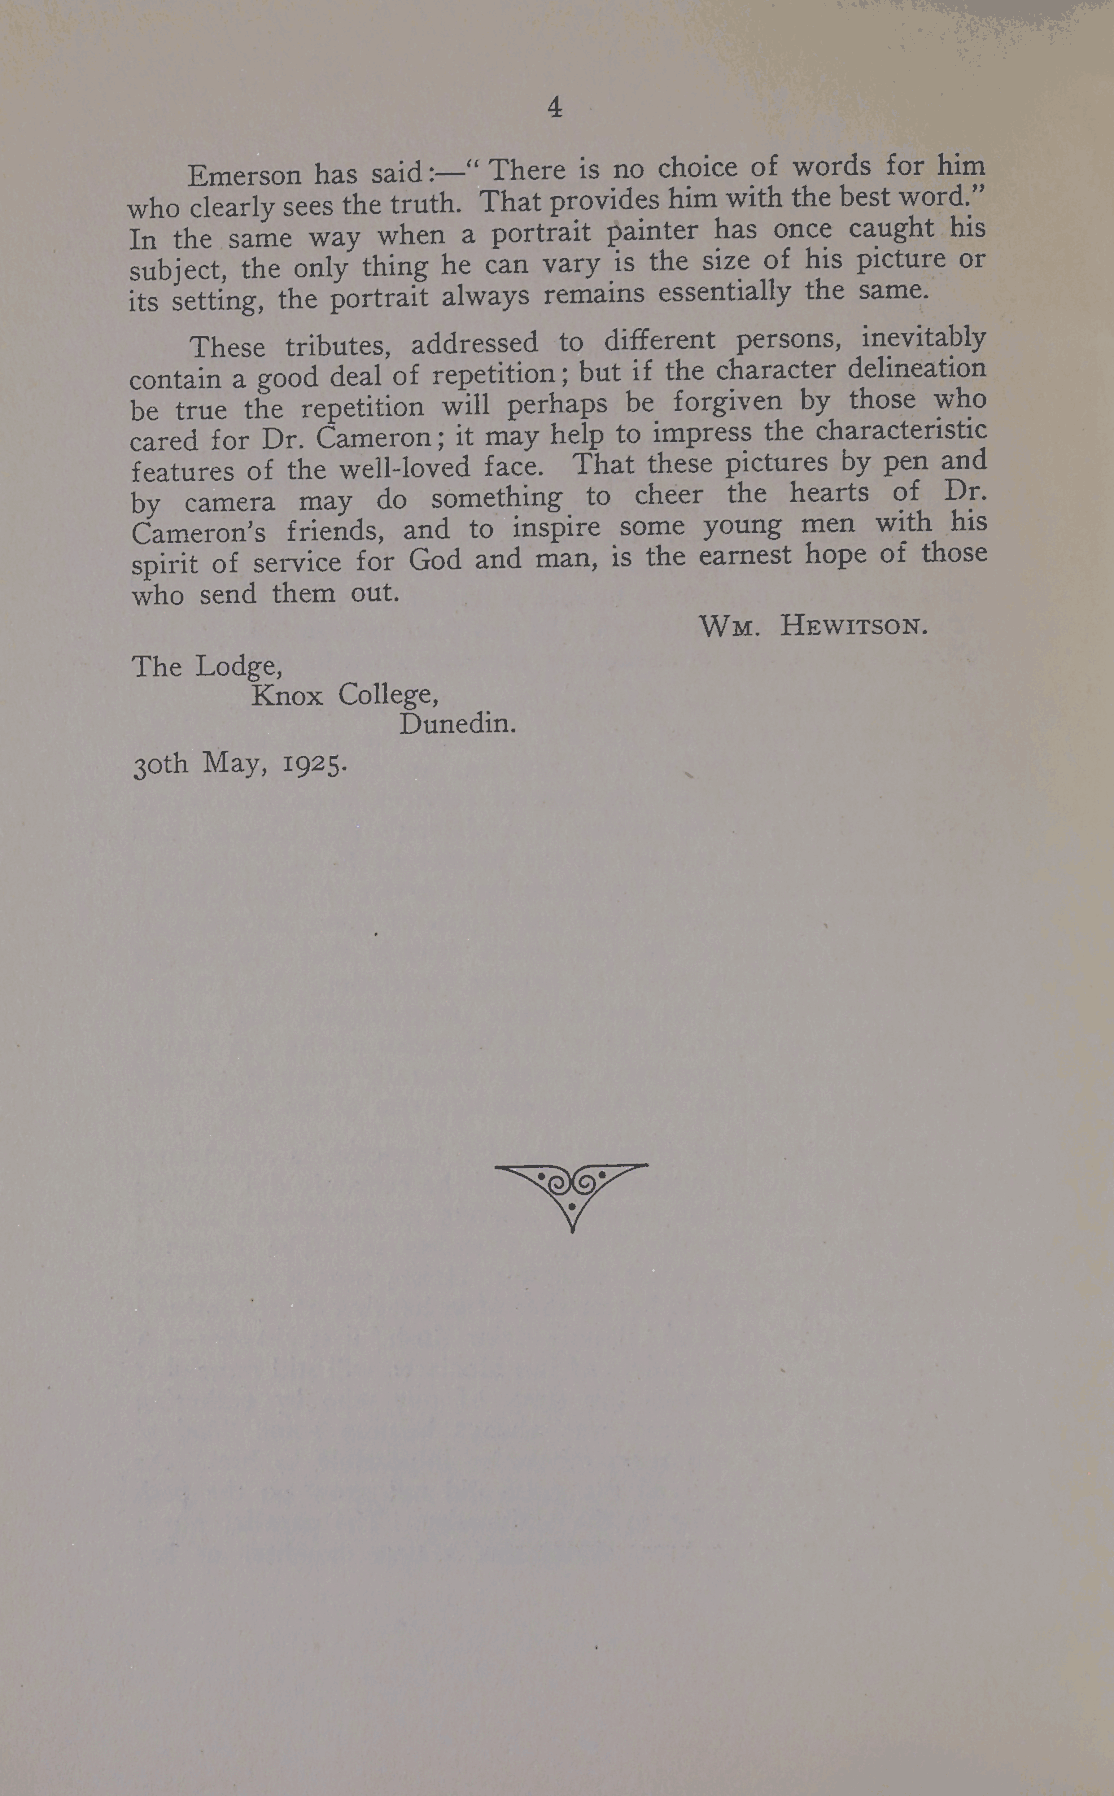 4
Emerson has said:—“ There is no choice of words for him
who clearly sees the truth. That provides him with the best word.”
In the same way when a portrait painter has once caught his
subject, the only thing he can vary is the size of his picture or
its setting, the portrait always remains essentially the same.
These tributes, addressed to different persons, inevitably
contain a good deal of repetition; but if the character delineation
be true the repetition will perhaps be forgiven by those who
cared for Dr. Cameron; it may help to impress the characteristic
features of the well-loved face. That these pictures by pen and
by camera may do something to cheer the hearts of Dr.
Cameron’s friends, and to inspire some young men with his
spirit of service for God and man, is the earnest hope of those
who send them out.
Wm. Hewitson.
The Lodge,
Knox College,
Dunedin.
30th May, 1925.